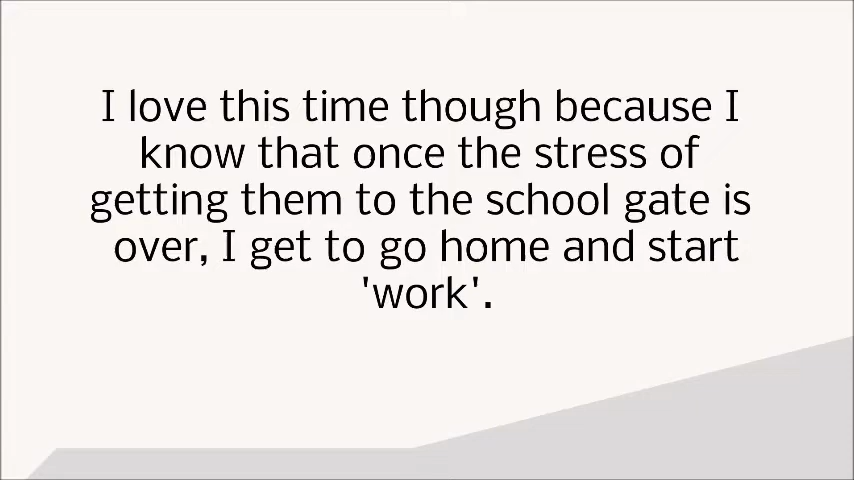 I love this time though because I
know that once the stress of
getting them to the school gate is
over, I get to go home and start
'work'.